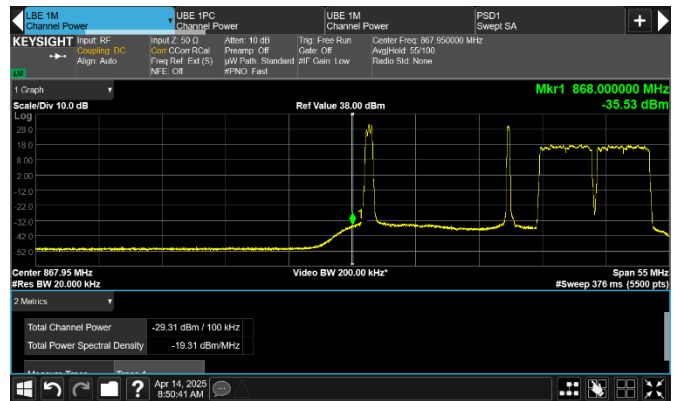 LBE 1M
Channel Power
UBE 1PC
Channel Power
UBE 1M
Channel Power
PSD1
Swept SA
KEYSIGHT
Input: RF
Coupling: DC
Align: Auto
Input Z: 50 Ω
Corr CCorr RCal
Freq Ref: Ext (S)
NFE: Off
Atten: 10 dB
Preamp: Off
µW Path: Standard
#PNO: Fast
Trig: Free Run
Gate: Off
#IF Gain: Low
Center Freq: 867.950000 MHz
Avg|Hold: 55/100
Radio Std: None
LXI
1 Graph
Mkr1 868.000000 MHz
Scale/Div 10.0 dB
Ref Value 38.00 dBm
-35.53 dBm
Log
28.0
18.0
8.00
-2.00
-12.0
-22.0
-32.0
-42.0
-52.0
1
Center 867.95 MHz
Video BW 200.00 kHz*
Span 55 MHz
#Res BW 20.000 kHz
#Sweep 376 ms (5500 pts)
2 Metrics
Total Channel Power -29.31 dBm / 100 kHz
Total Power Spectral Density -19.31 dBm/MHz
?
Apr 14, 2025
8:50:41 AM